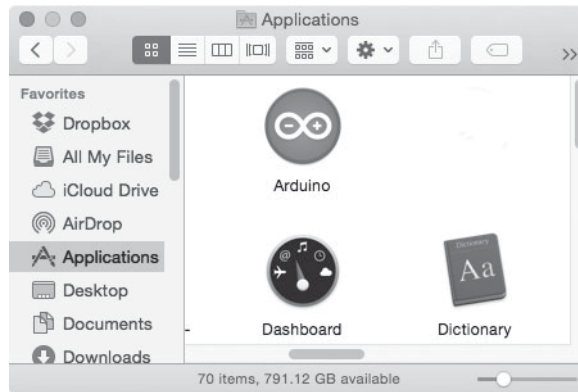 Applications
Favorites
Dropbox
All My Files
iCloud Drive
AirDrop
Applications
Desktop
Documents
Downloads
Arduino
@
Dictionary
Aa
Dashboard
Dictionary
70 items, 791.12 GB available